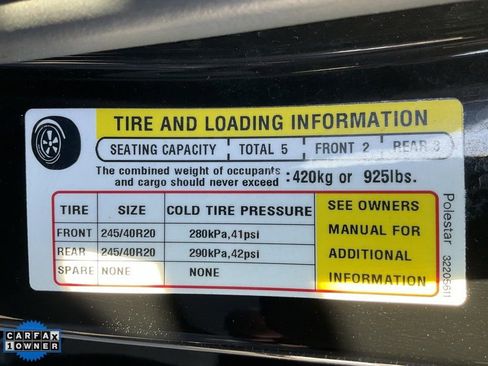 TIRE AND LOADING INFORMATION
SEATING CAPACITY TOTAL 5 FRONT 2 REAR 3
The combined weight of occupants
and cargo should never exceed :420kg or 925lbs.
TIRE SIZE COLD TIRE PRESSURE
FRONT 245/40R20 280kPa,41psi
REAR 245/40R20 290kPa,42psi
SPARE NONE NONE
SEE OWNERS
MANUAL FOR
ADDITIONAL
INFORMATION
Polestar 32205611
CARFAX
1 OWNER